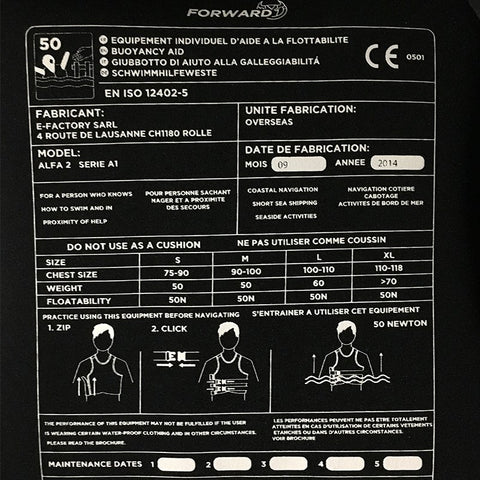 FORWARD
50
EQUIPEMENT INDIVIDUEL D'AIDE A LA FLOTTABILITE
BUOYANCY AID
GIUBBOTTO DI AIUTO ALLA GALLEGGIABILITÁ
SCHWIMMHILFEWESTE
CE 0501
EN ISO 12402-5
FABRICANT:
E-FACTORY SARL
4 ROUTE DE LAUSANNE CH1180 ROLLE
UNITE FABRICATION:
OVERSEAS
MODEL:
ALFA 2 SERIE A1
DATE DE FABRICATION:
MOIS 09 ANNEE 2014
FOR A PERSON WHO KNOWS
HOW TO SWIM AND IN
PROXIMITY OF HELP
POUR PERSONNE SACHANT
NAGER ET A PROXIMITE
DES SECOURS
COASTAL NAVIGATION
SHORT SEA SHIPPING
SEASIDE ACTIVITIES
NAVIGATION COTIERE
CABOTAGE
ACTIVITES DE BORD DE MER
DO NOT USE AS A CUSHION NE PAS UTILISER COMME COUSSIN
SIZE S M L XL
CHEST SIZE 75-90 90-100 100-110 110-118
WEIGHT 50 50 60 >70
FLOATABILITY 50N 50N 50N 50N
PRACTICE USING THIS EQUIPMENT BEFORE NAVIGATING S'ENTRAINER A UTILISER CET EQUIPEMENT
1. ZIP 2. CLICK 50 NEWTON
THE PERFORMANCE OF THIS EQUIPMENT MAY NOT BE FULFILLED IF THE USER
IS WEARING CERTAIN WATER-PROOF CLOTHING AND IN OTHER CIRCUMSTANCES.
PLEASE READ THE BROCHURE.
LES PERFORMANCES PEUVENT NE PAS ETRE TOTALEMENT
ATTEINTES EN CAS D'UTILISATION DE CERTAINS VETEMENTS
ETANCHES OU DANS D'AUTRES CIRCONSTANCES.
VOIR BROCHURE
MAINTENANCE DATES 1 2 3 4 5